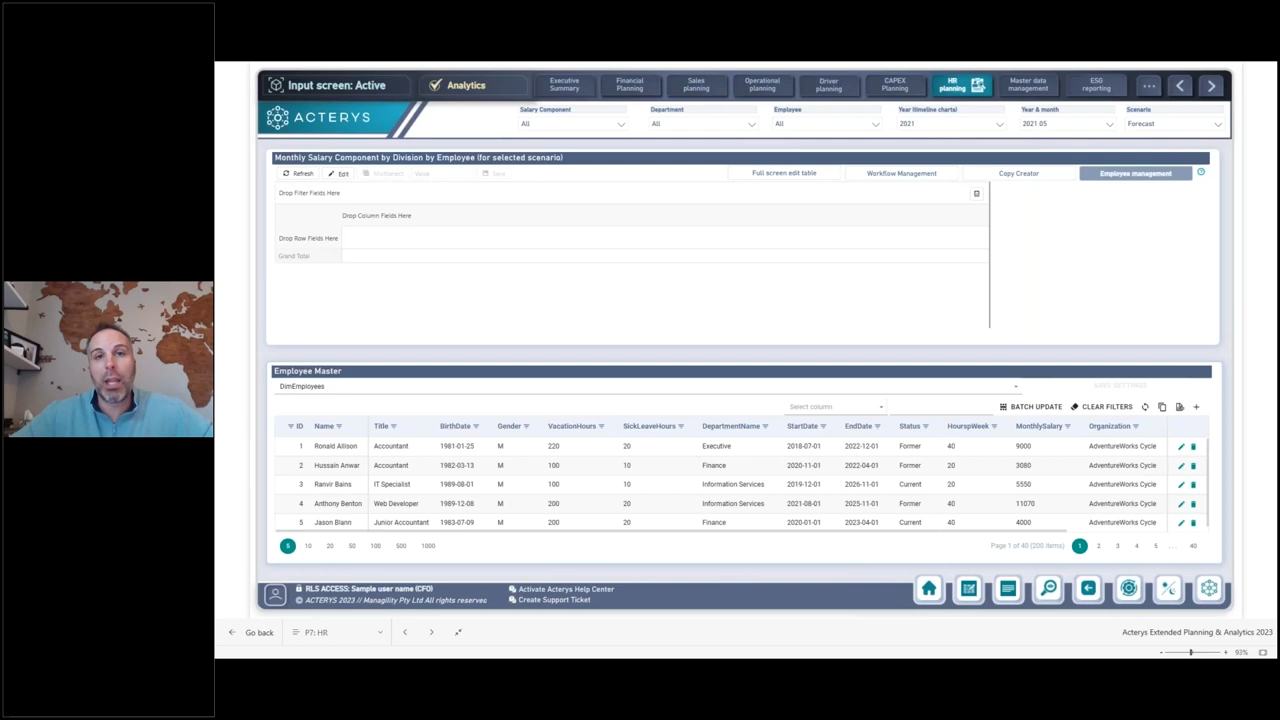 Input screen: Active
Analytics
Executive Summary
Financial Planning
Sales planning
Operational planning
Driver planning
CAPEX Planning
HR planning
Master data management
ESG reporting
ACTERYS
Salary Component
Department
Employee
Year (timeline charts)
Year & month
Scenario
All
All
All
2021
2021 05
Forecast
Monthly Salary Component by Division by Employee (for selected scenario)
Refresh
Edit
Multiselect
Value
Save
Full screen edit table
Workflow Management
Copy Creator
Employee management
Drop Filter Fields Here
Drop Column Fields Here
Drop Row Fields Here
Grand Total
Employee Master
DimEmployees
SAVE SETTINGS
Select column
BATCH UPDATE
CLEAR FILTERS
ID Name Title BirthDate Gender VacationHours SickLeaveHours DepartmentName StartDate EndDate Status HourspWeek MonthlySalary Organization
1 Ronald Allison Accountant 1981-01-25 M 220 20 Executive 2018-07-01 2022-12-01 Former 40 9000 AdventureWorks Cycle
2 Hussain Anwar Accountant 1982-03-13 M 100 10 Finance 2020-11-01 2022-04-01 Former 20 3080 AdventureWorks Cycle
3 Ranvir Bains IT Specialist 1989-08-01 M 100 10 Information Services 2019-12-01 2026-11-01 Current 20 5550 AdventureWorks Cycle
4 Anthony Benton Web Developer 1989-12-08 M 200 20 Information Services 2021-08-01 2025-11-01 Former 40 11070 AdventureWorks Cycle
5 Jason Blann Junior Accountant 1983-07-09 M 200 20 Finance 2020-01-01 2023-04-01 Current 40 4000 AdventureWorks Cycle
5 10 20 50 100 500 1000
Page 1 of 40 (200 items) 1 2 3 4 5 ... 40
RLS ACCESS: Sample user name (CFO)
© ACTERYS 2023 // Managility Pty Ltd All rights reserved
Activate Acterys Help Center
Create Support Ticket
Go back
P7: HR
Acterys Extended Planning & Analytics 2023
- + 93%